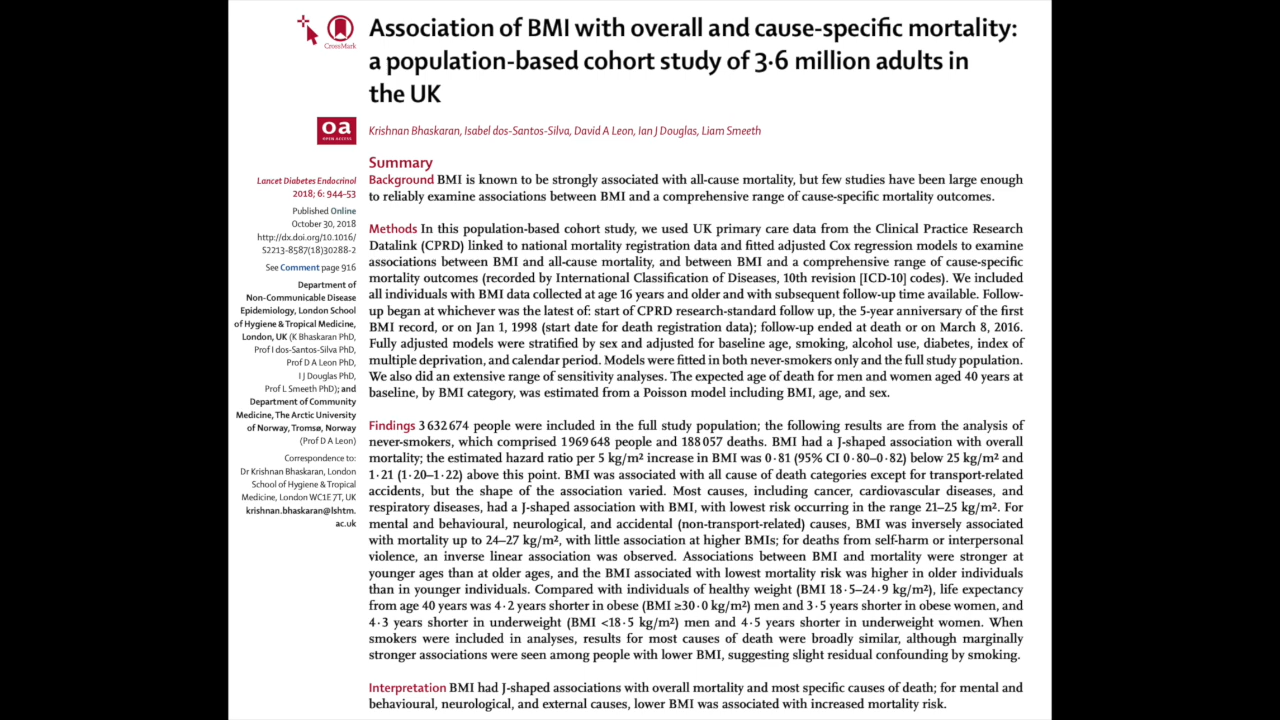 Association of BMI with overall and cause-specific mortality:
a population-based cohort study of 3·6 million adults in
the UK
CrossMark
oa
OPEN ACCESS
Krishnan Bhaskaran, Isabel dos-Santos-Silva, David A Leon, Ian J Douglas, Liam Smeeth
Lancet Diabetes Endocrinol
2018; 6: 944–53
Published Online
October 30, 2018
http://dx.doi.org/10.1016/
S2213-8587(18)30288-2
See Comment page 916
Department of
Non-Communicable Disease
Epidemiology, London School
of Hygiene & Tropical Medicine,
London, UK (K Bhaskaran PhD,
Prof I dos-Santos-Silva PhD,
Prof D A Leon PhD,
I J Douglas PhD,
Prof L Smeeth PhD); and
Department of Community
Medicine, The Arctic University
of Norway, Tromsø, Norway
(Prof D A Leon)
Correspondence to:
Dr Krishnan Bhaskaran, London
School of Hygiene & Tropical
Medicine, London WC1E 7T, UK
krishnan.bhaskaran@lshtm.
ac.uk
Summary
Background BMI is known to be strongly associated with all-cause mortality, but few studies have been large enough
to reliably examine associations between BMI and a comprehensive range of cause-specific mortality outcomes.
Methods In this population-based cohort study, we used UK primary care data from the Clinical Practice Research
Datalink (CPRD) linked to national mortality registration data and fitted adjusted Cox regression models to examine
associations between BMI and all-cause mortality, and between BMI and a comprehensive range of cause-specific
mortality outcomes (recorded by International Classification of Diseases, 10th revision [ICD-10] codes). We included
all individuals with BMI data collected at age 16 years and older and with subsequent follow-up time available. Follow-
up began at whichever was the latest of: start of CPRD research-standard follow up, the 5-year anniversary of the first
BMI record, or on Jan 1, 1998 (start date for death registration data); follow-up ended at death or on March 8, 2016.
Fully adjusted models were stratified by sex and adjusted for baseline age, smoking, alcohol use, diabetes, index of
multiple deprivation, and calendar period. Models were fitted in both never-smokers only and the full study population.
We also did an extensive range of sensitivity analyses. The expected age of death for men and women aged 40 years at
baseline, by BMI category, was estimated from a Poisson model including BMI, age, and sex.
Findings 3 632 674 people were included in the full study population; the following results are from the analysis of
never-smokers, which comprised 1 969 648 people and 188 057 deaths. BMI had a J-shaped association with overall
mortality; the estimated hazard ratio per 5 kg/m² increase in BMI was 0·81 (95% CI 0·80–0·82) below 25 kg/m² and
1·21 (1·20–1·22) above this point. BMI was associated with all cause of death categories except for transport-related
accidents, but the shape of the association varied. Most causes, including cancer, cardiovascular diseases, and
respiratory diseases, had a J-shaped association with BMI, with lowest risk occurring in the range 21–25 kg/m². For
mental and behavioural, neurological, and accidental (non-transport-related) causes, BMI was inversely associated
with mortality up to 24–27 kg/m², with little association at higher BMIs; for deaths from self-harm or interpersonal
violence, an inverse linear association was observed. Associations between BMI and mortality were stronger at
younger ages than at older ages, and the BMI associated with lowest mortality risk was higher in older individuals
than in younger individuals. Compared with individuals of healthy weight (BMI 18·5–24·9 kg/m²), life expectancy
from age 40 years was 4·2 years shorter in obese (BMI ≥30·0 kg/m²) men and 3·5 years shorter in obese women, and
4·3 years shorter in underweight (BMI <18·5 kg/m²) men and 4·5 years shorter in underweight women. When
smokers were included in analyses, results for most causes of death were broadly similar, although marginally
stronger associations were seen among people with lower BMI, suggesting slight residual confounding by smoking.
Interpretation BMI had J-shaped associations with overall mortality and most specific causes of death; for mental and
behavioural, neurological, and external causes, lower BMI was associated with increased mortality risk.